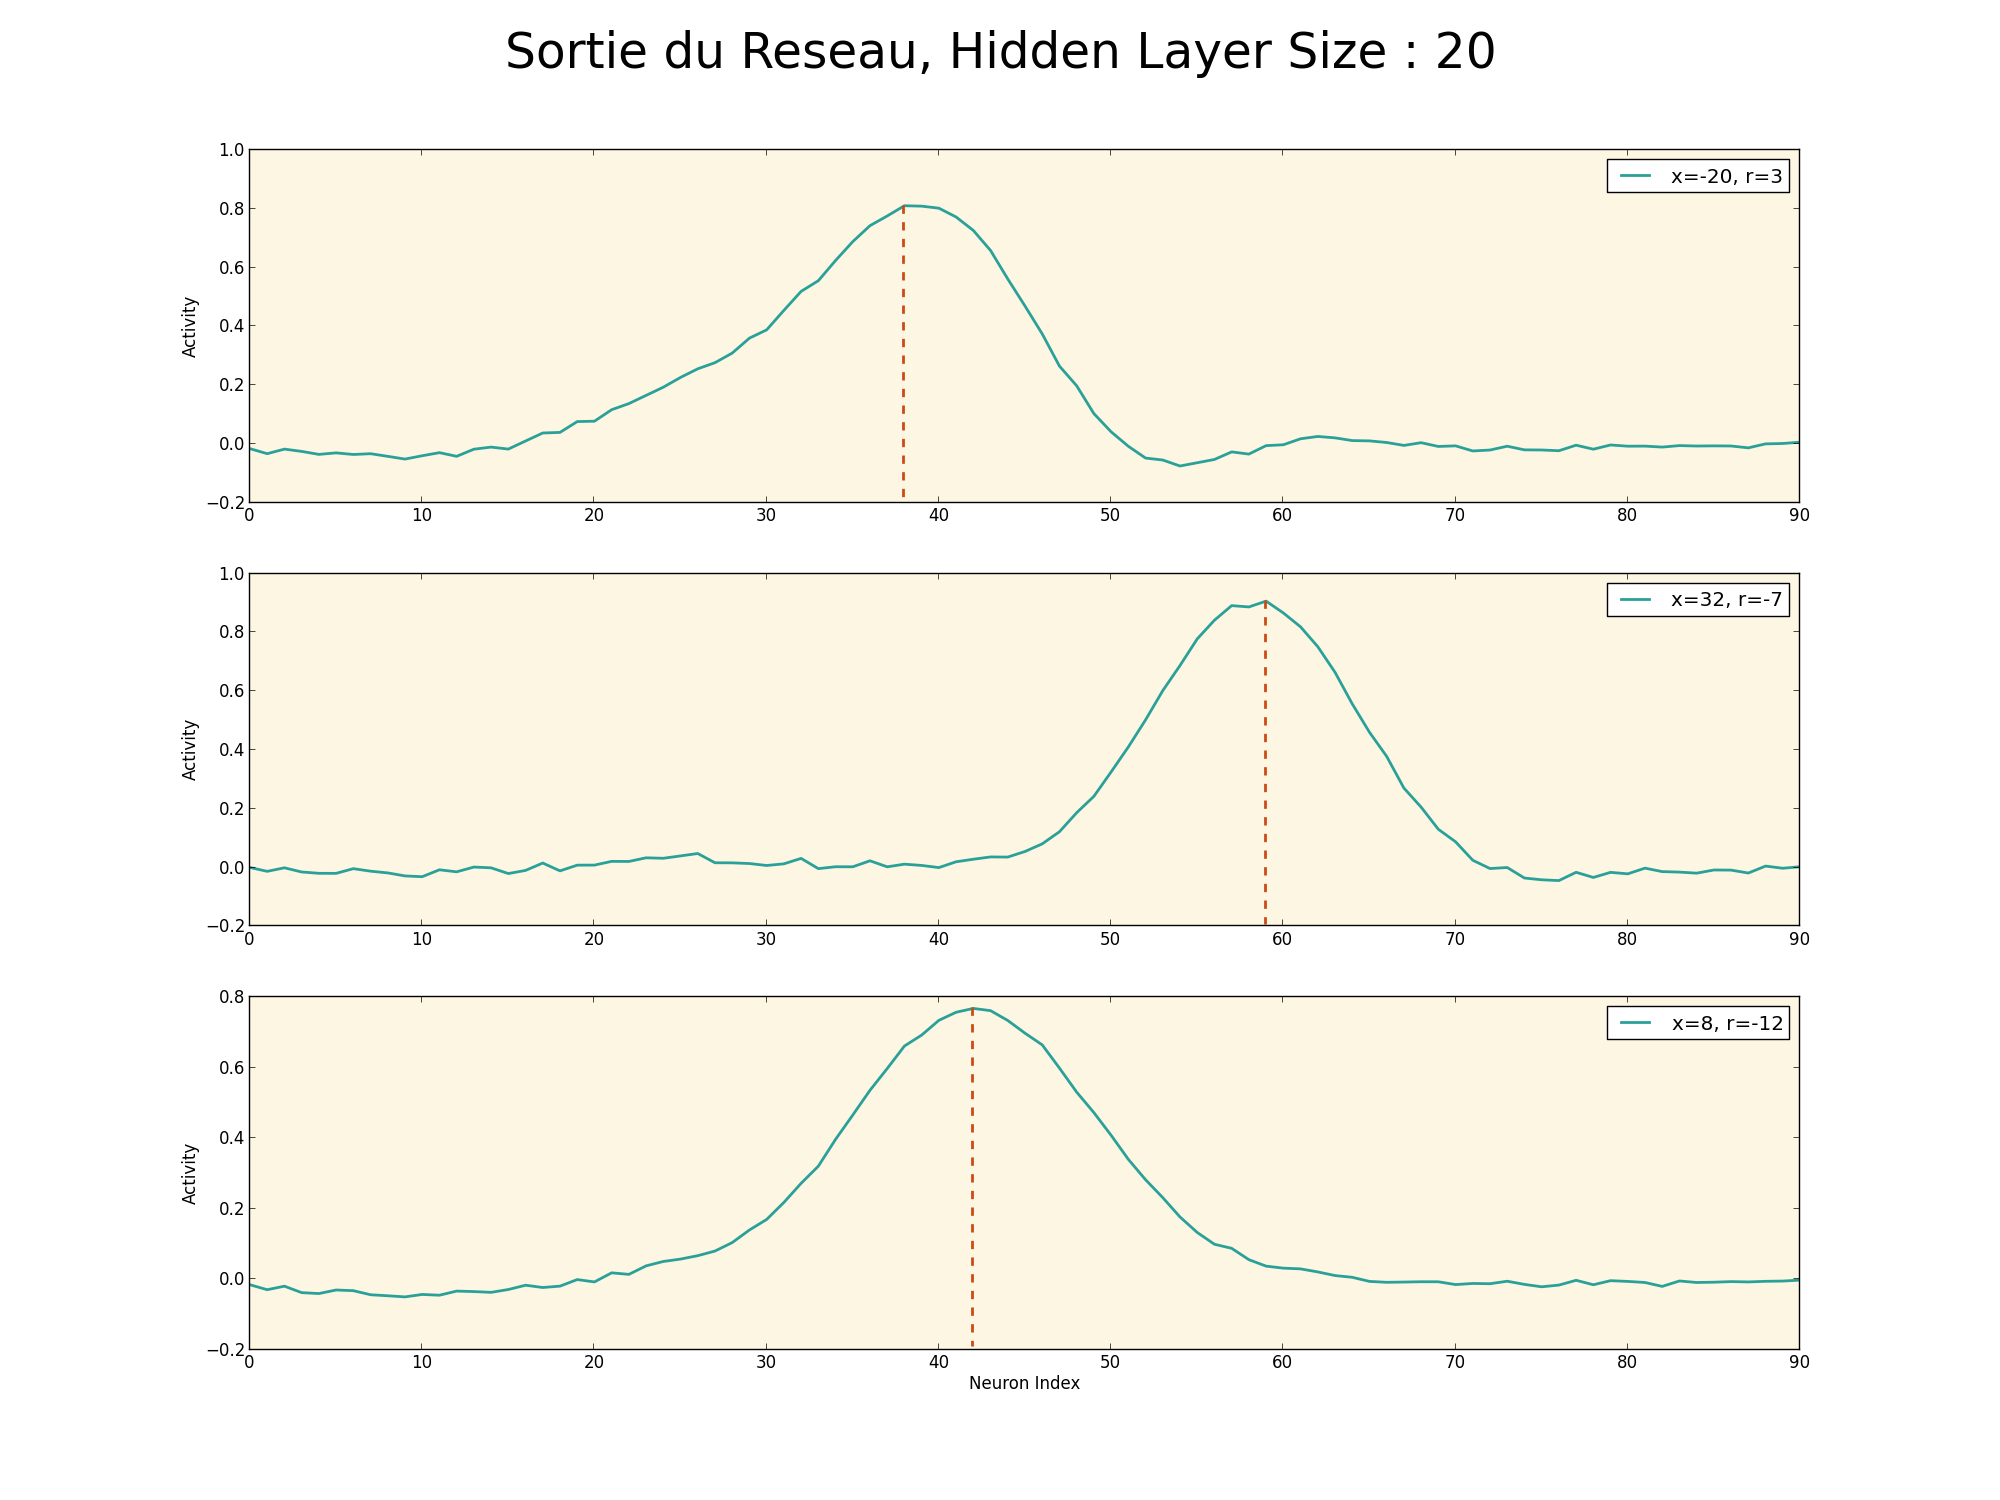 Sortie du Reseau, Hidden Layer Size : 20
1.0
0.8
0.6
0.4
0.2
0.0
−0.2
Activity
x=-20, r=3
0 10 20 30 40 50 60 70 80 90
1.0
0.8
0.6
0.4
0.2
0.0
−0.2
Activity
x=32, r=-7
0 10 20 30 40 50 60 70 80 90
0.8
0.6
0.4
0.2
0.0
−0.2
Activity
x=8, r=-12
0 10 20 30 40 50 60 70 80 90
Neuron Index